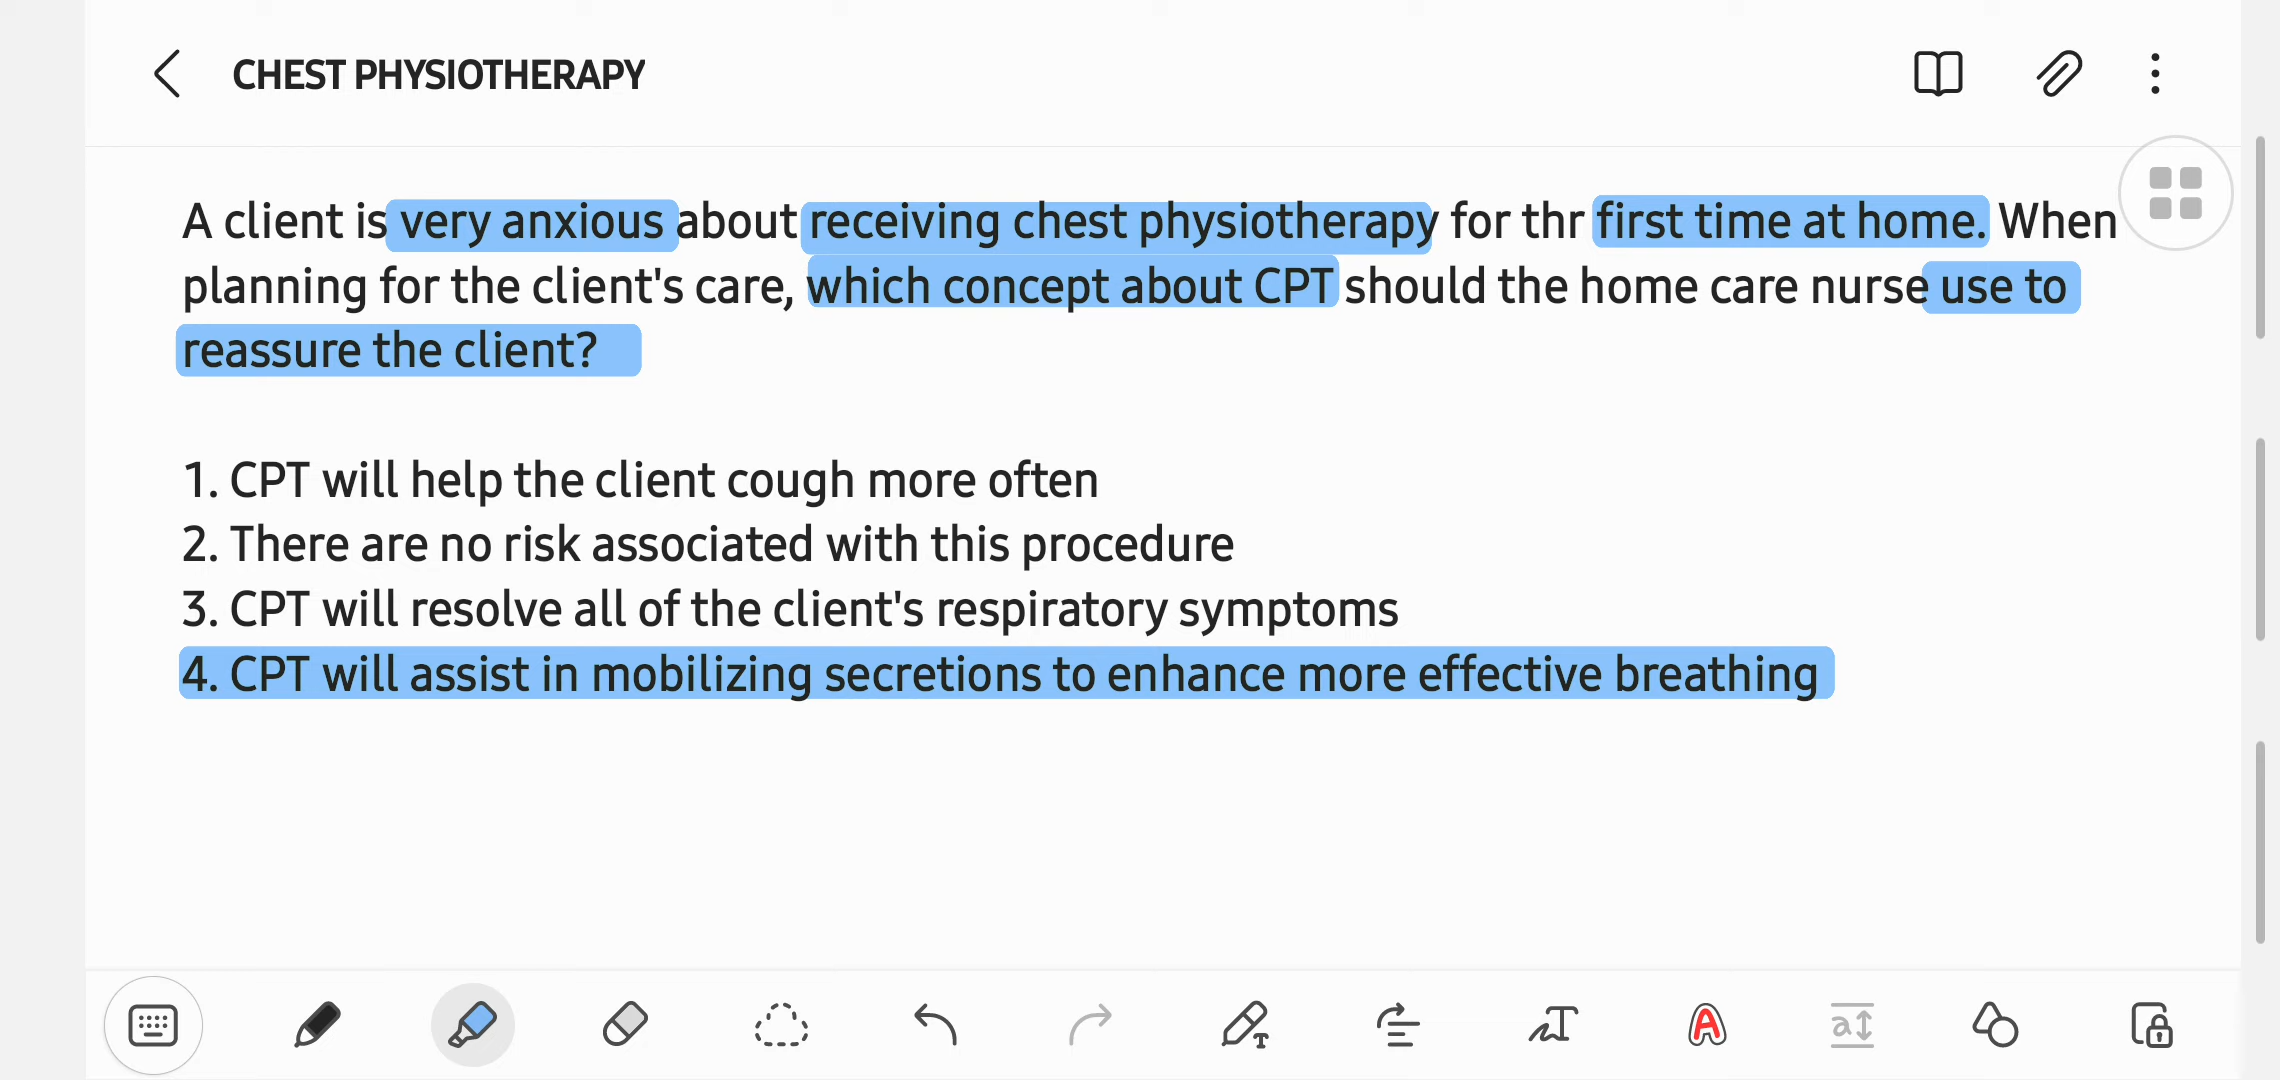 CHEST PHYSIOTHERAPY
A client is very anxious about receiving chest physiotherapy for thr first time at home. When
planning for the client's care, which concept about CPT should the home care nurse use to
reassure the client?
1. CPT will help the client cough more often
2. There are no risk associated with this procedure
3. CPT will resolve all of the client's respiratory symptoms
4. CPT will assist in mobilizing secretions to enhance more effective breathing